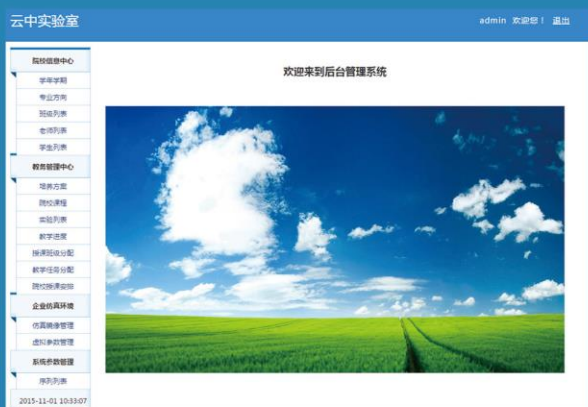 云中实验室
admin 欢迎您！ 退出
院校信息中心
学年学期
专业方向
班级列表
老师列表
学生列表
教务管理中心
培养方案
院校课程
实验列表
教学进度
授课班级分配
教学任务分配
院校授课安排
企业仿真环境
仿真镜像管理
虚拟参数管理
系统参数管理
序列列表
2015-11-01 10:33:07
欢迎来到后台管理系统